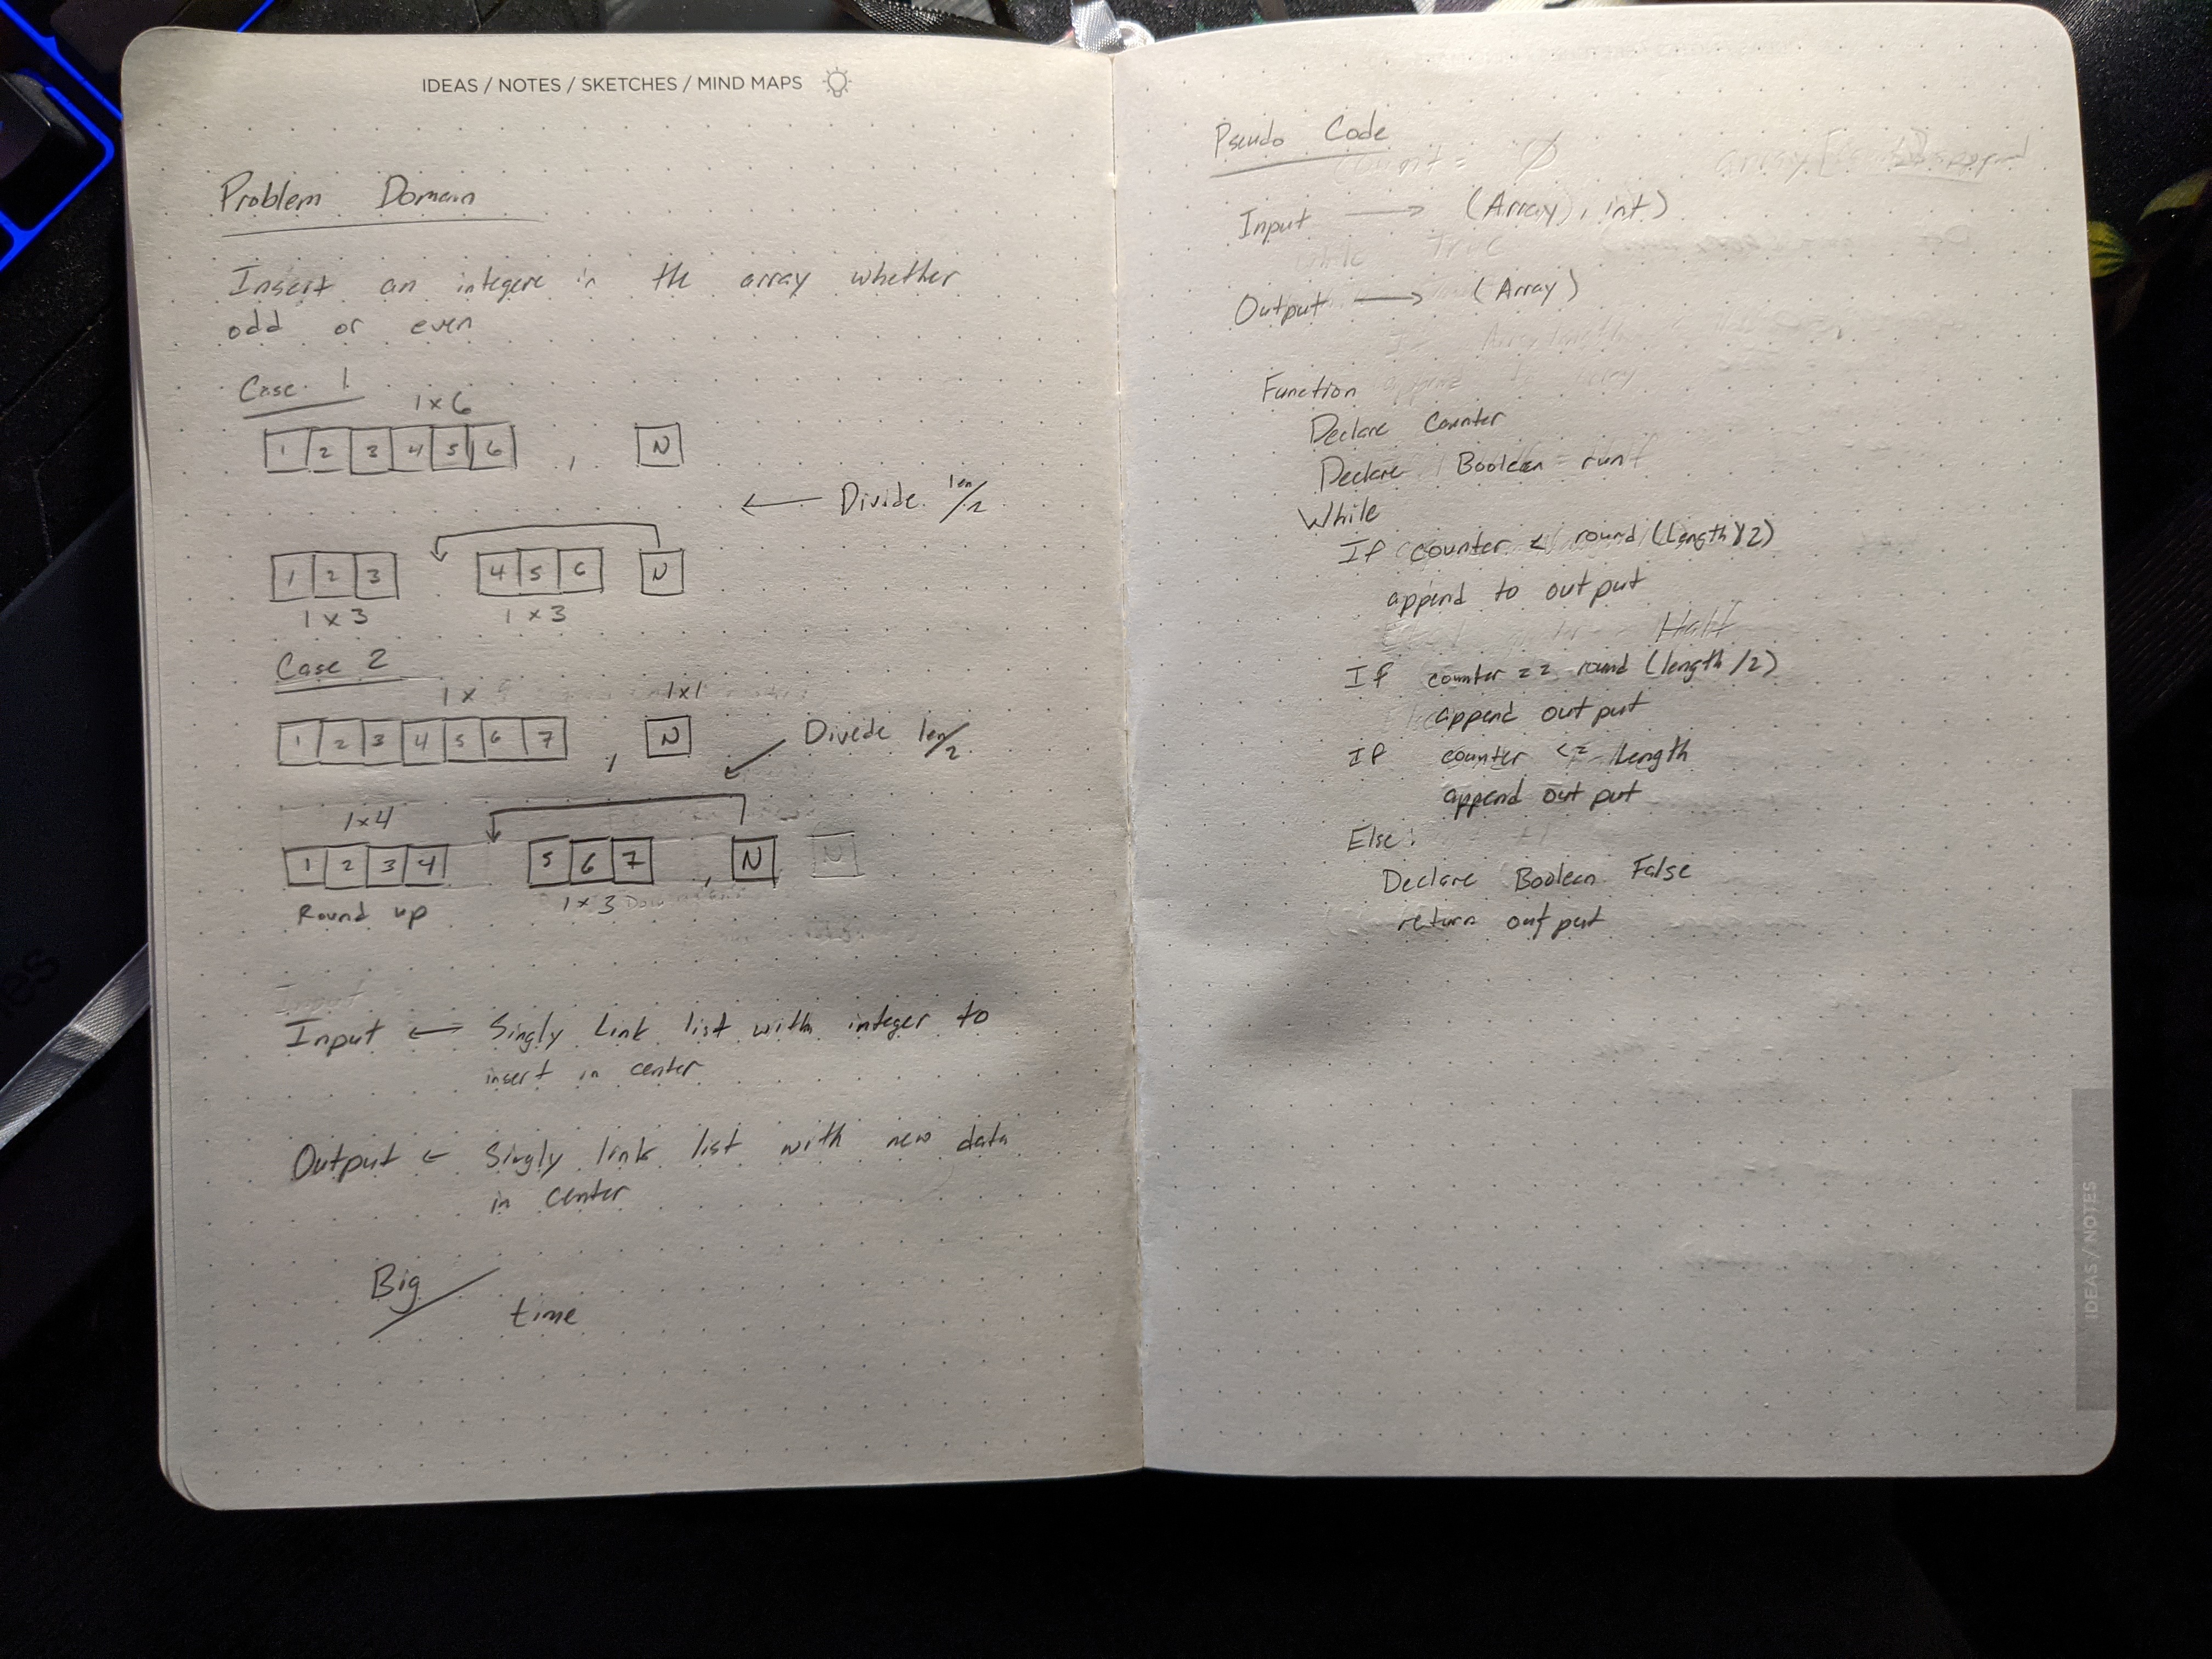 IDEAS / NOTES / SKETCHES / MIND MAPS
Problem Domain
Insert an integere in the array whether
odd or even
Case 1 1x6
1 2 3 4 5 6 , N
← Divide len/2
1 2 3 4 5 6 N
1x3 1x3
Case 2 1x 1x1
1 2 3 4 5 6 7 , N
Divide len/2
1x4
1 2 3 4 5 6 7 , N N
Round up 1x3
Input ← Singly Link list with integer to
insert in center
Output ← Singly link list with new data
in center
Big time
Pseudo Code
Input → (Array), int)
Output → (Array)
Function
Declare Counter
Declare Boolean = run
While
If counter < round (length/2)
append to output
Half
If counter == round (length/2)
append output
If counter <= length
append output
Else:
Declare Boolean False
return output
IDEAS / NOTES